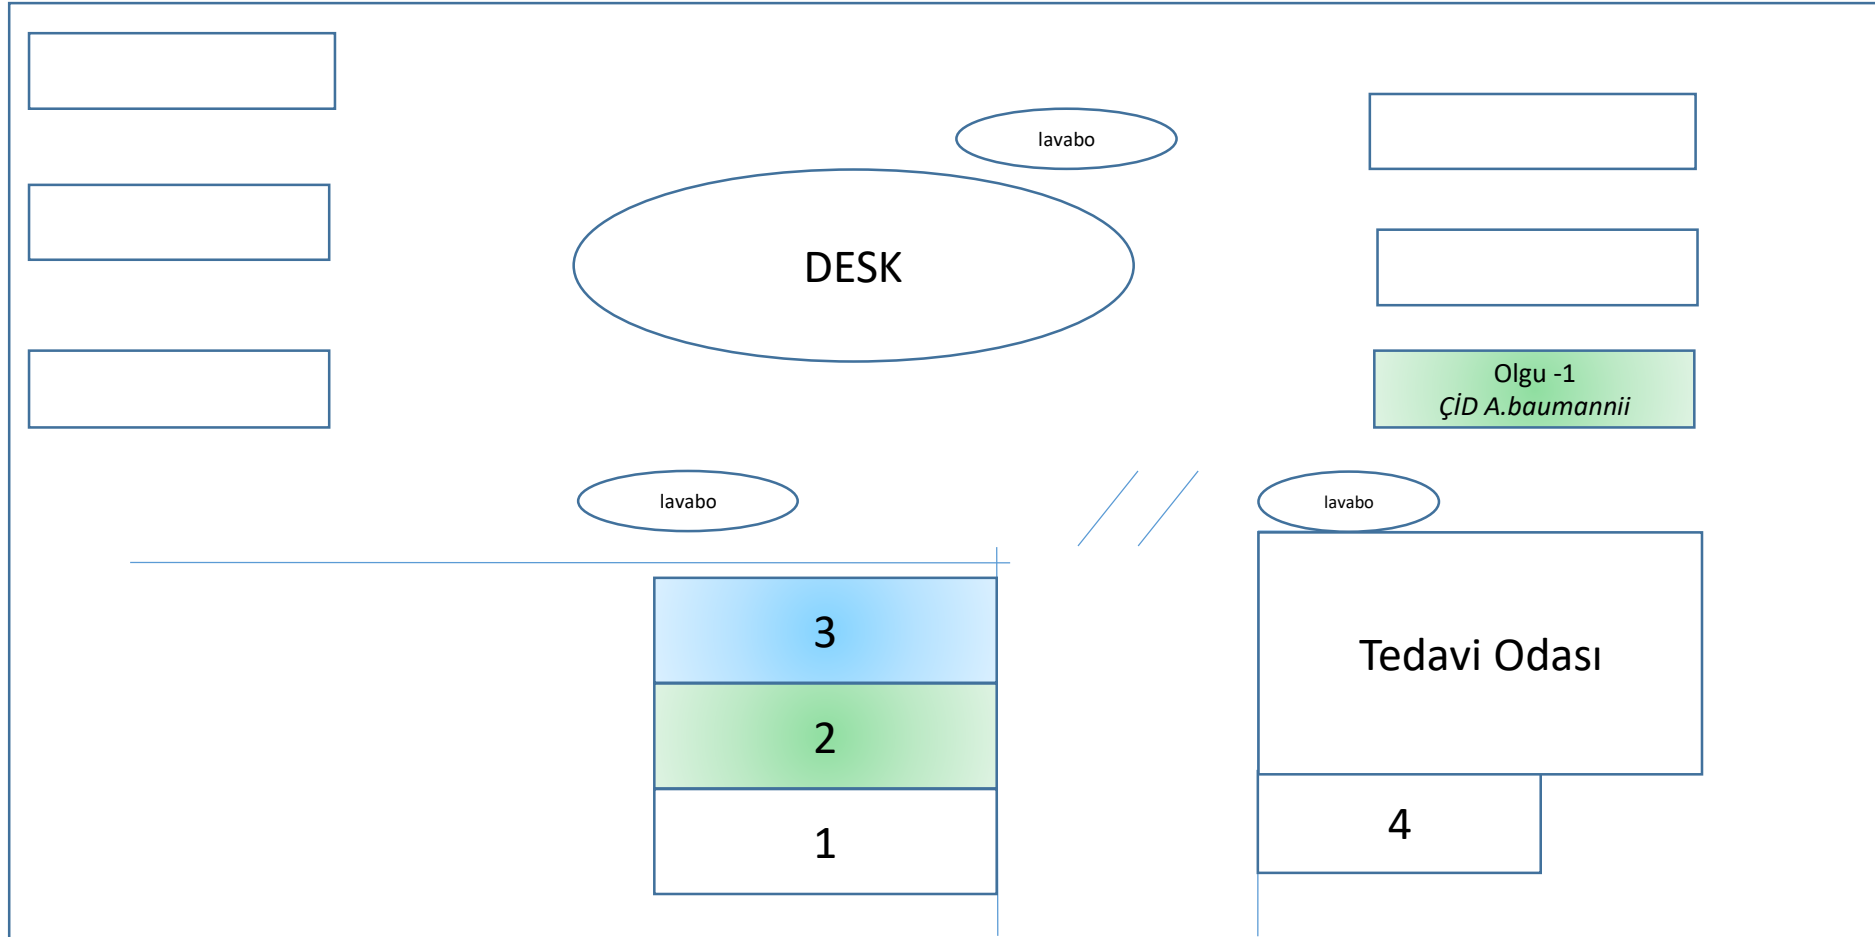 lavabo
DESK
Olgu -1
ÇİD A.baumannii
lavabo
lavabo
3
Tedavi Odası
2
4
1